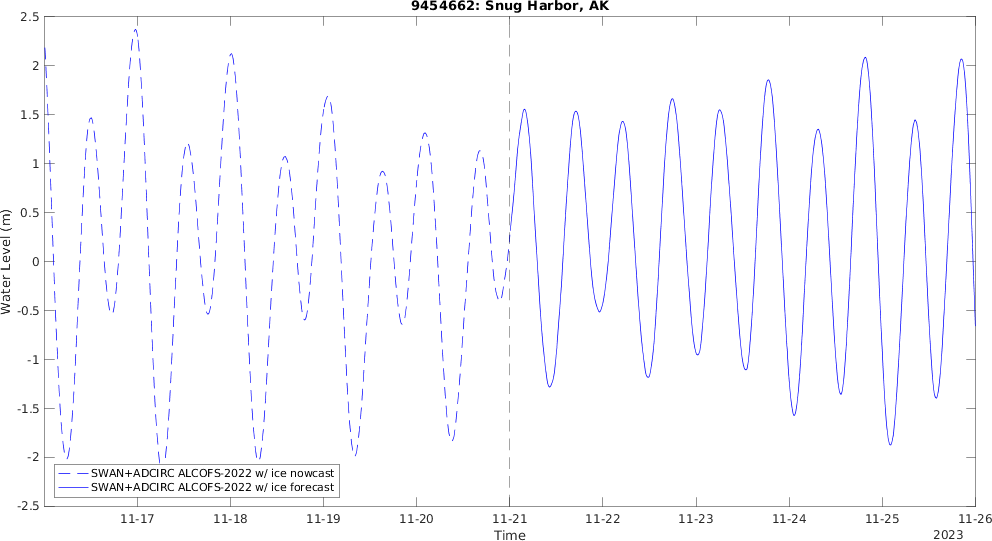 9454662: Snug Harbor, AK
2.5
2
1.5
1
0.5
0
-0.5
-1
-1.5
-2
-2.5
Water Level (m)
SWAN+ADCIRC ALCOFS-2022 w/ ice nowcast
SWAN+ADCIRC ALCOFS-2022 w/ ice forecast
11-17 11-18 11-19 11-20 11-21 11-22 11-23 11-24 11-25 11-26
Time
2023